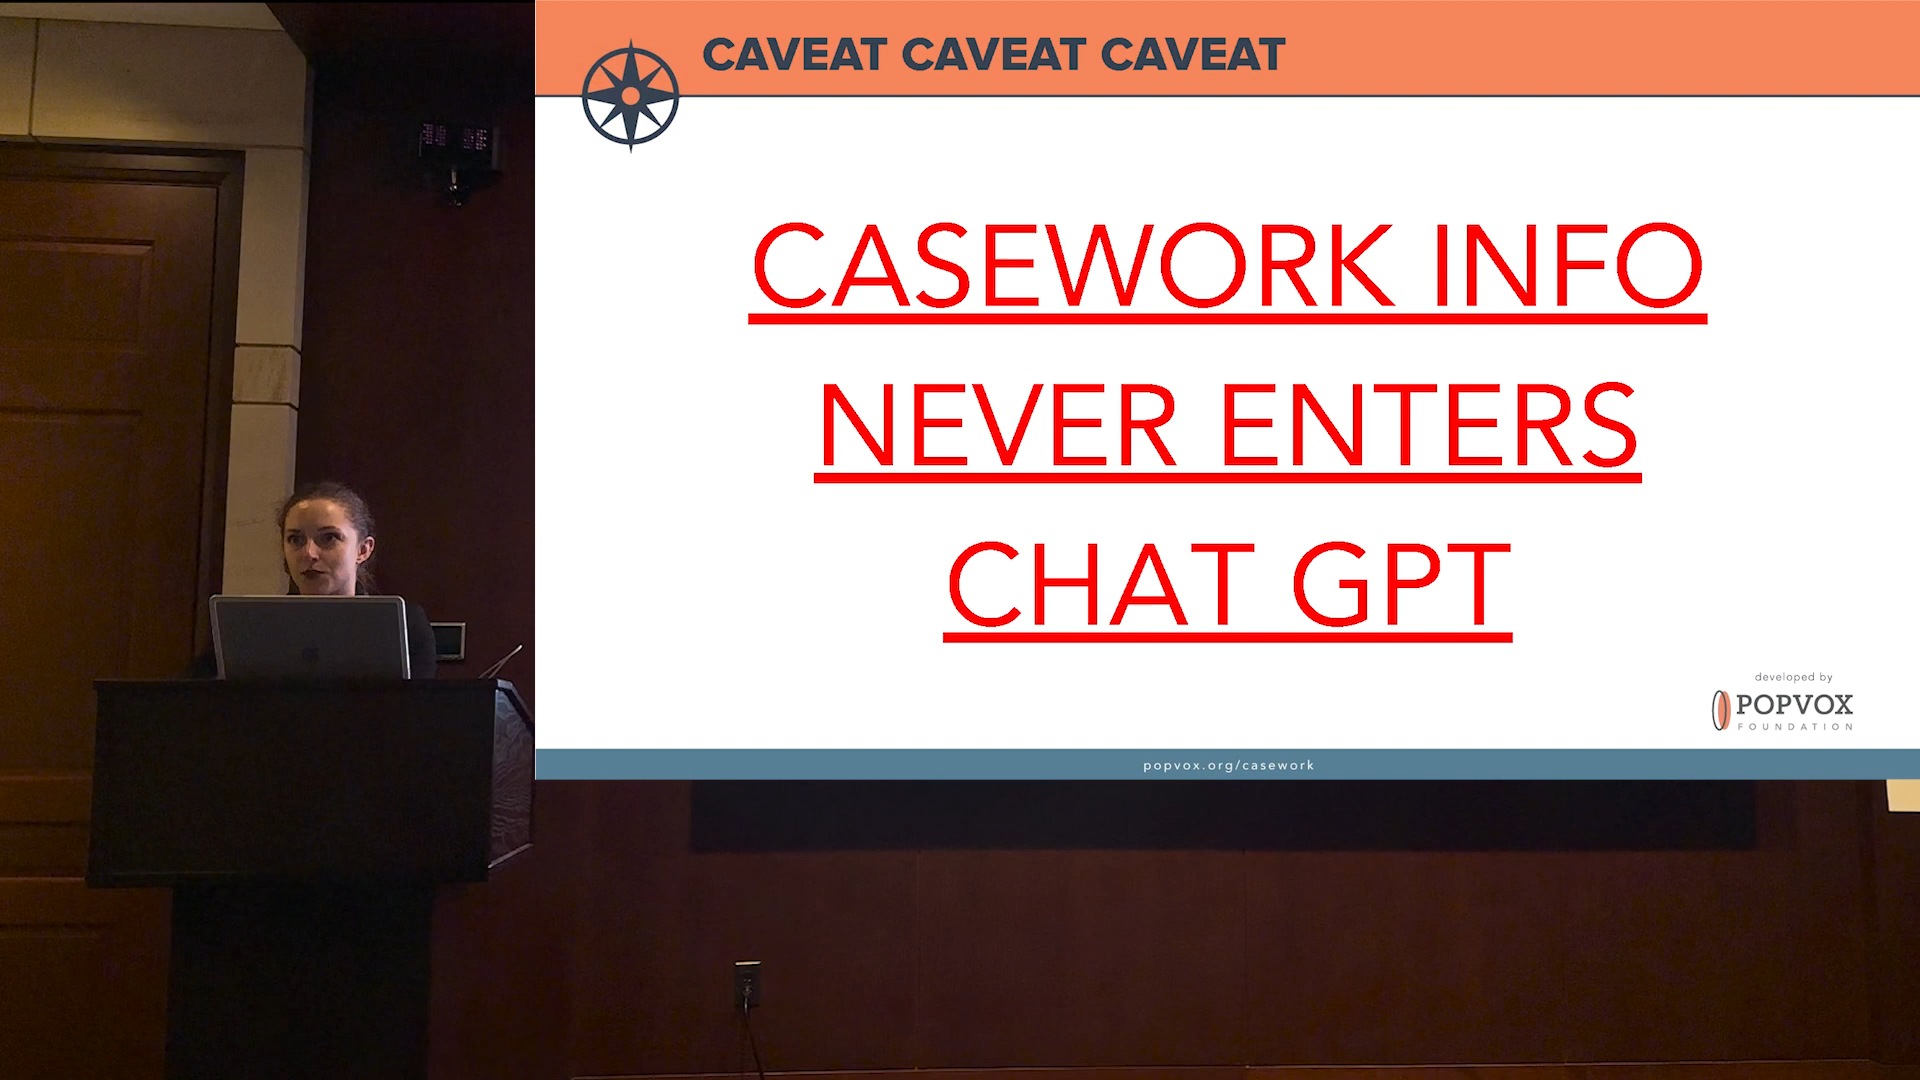 CAVEAT CAVEAT CAVEAT
CASEWORK INFO
NEVER ENTERS
CHAT GPT
developed by
POPVOX
FOUNDATION
popvox.org/casework